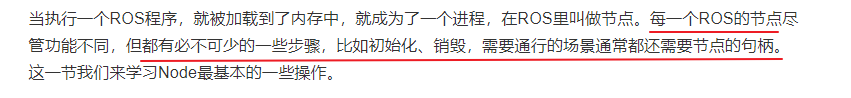 当执行一个ROS程序，就被加载到了内存中，就成为了一个进程，在ROS里叫做节点。每一个ROS的节点尽
管功能不同，但都有必不可少的一些步骤，比如初始化、销毁，需要通行的场景通常都还需要节点的句柄。
这一节我们来学习Node最基本的一些操作。